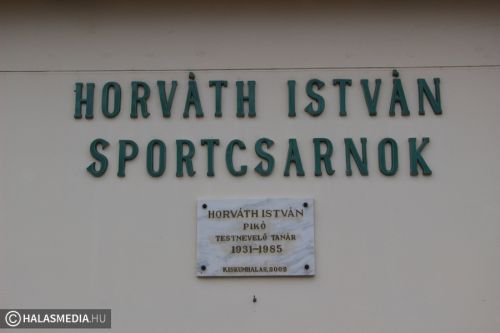 HORVÁTH ISTVÁN
SPORTCSARNOK
HORVÁTH ISTVÁN
PIKÓ
TESTNEVELŐ TANÁR
1931-1985
KISKUNHALAS, 2002
© HALASMEDIA.HU